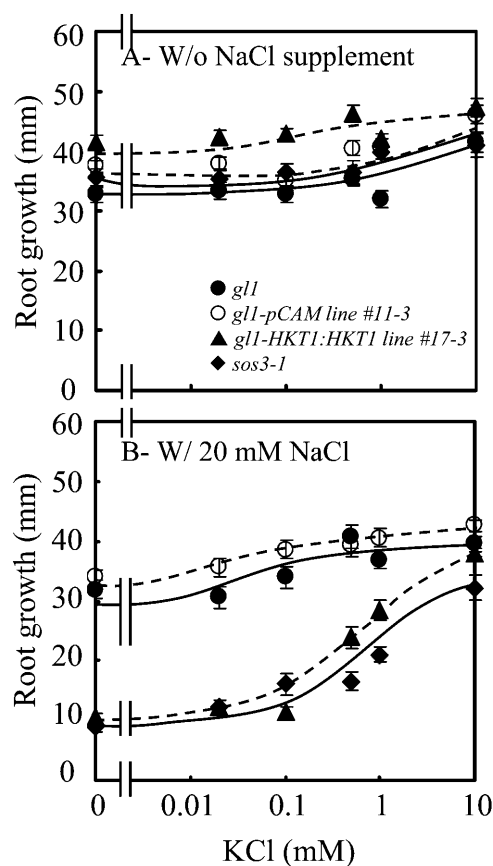 60
A- W/o NaCl supplement
50
40
30
20
10
0
Root growth (mm)
gl1
gl1-pCAM line #11-3
gl1-HKT1:HKT1 line #17-3
sos3-1
60
B- W/ 20 mM NaCl
50
40
30
20
10
0
Root growth (mm)
0 0.01 0.1 1 10
KCl (mM)